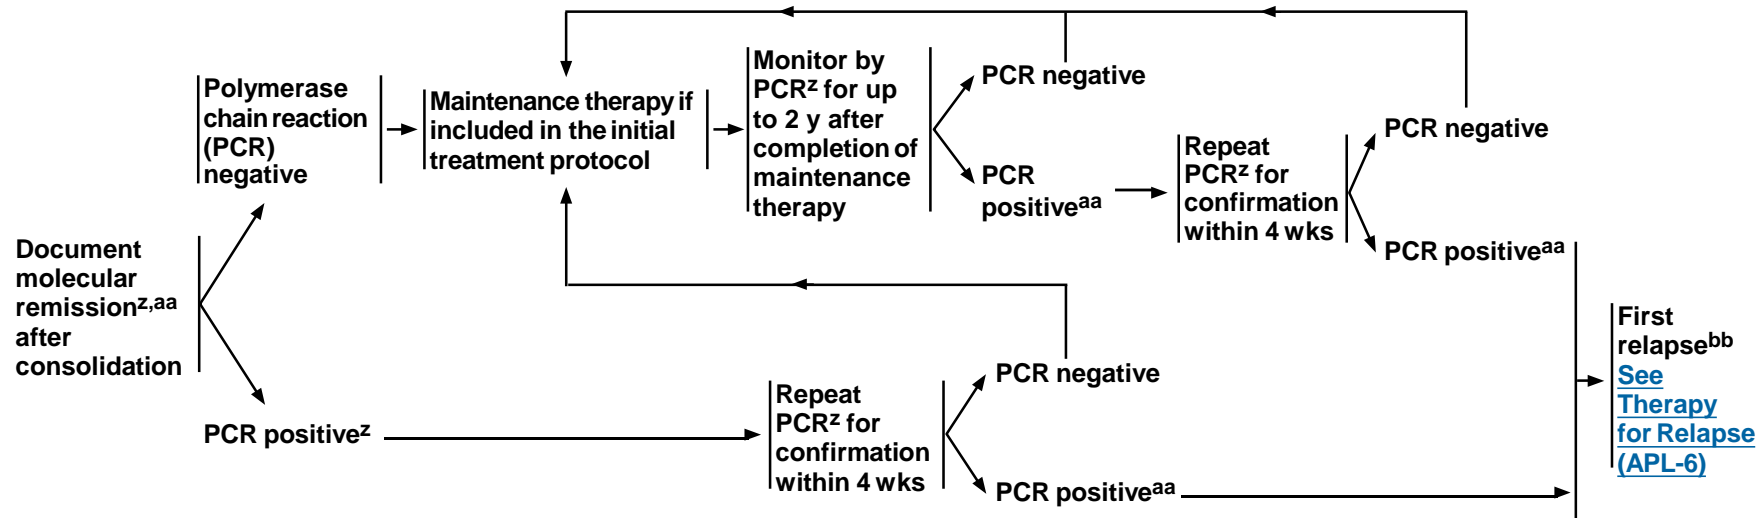 Document
molecular
remissionz,aa
after
consolidation
Polymerase
chain reaction
(PCR)
negative
PCR positivez
Maintenance therapy if
included in the initial
treatment protocol
Monitor by
PCRz for up
to 2 y after
completion of
maintenance
therapy
PCR negative
PCR
positiveaa
Repeat
PCRz for
confirmation
within 4 wks
PCR negative
PCR positiveaa
Repeat
PCRz for
confirmation
within 4 wks
PCR negative
PCR positiveaa
First
relapsebb
See
Therapy
for Relapse
(APL-6)